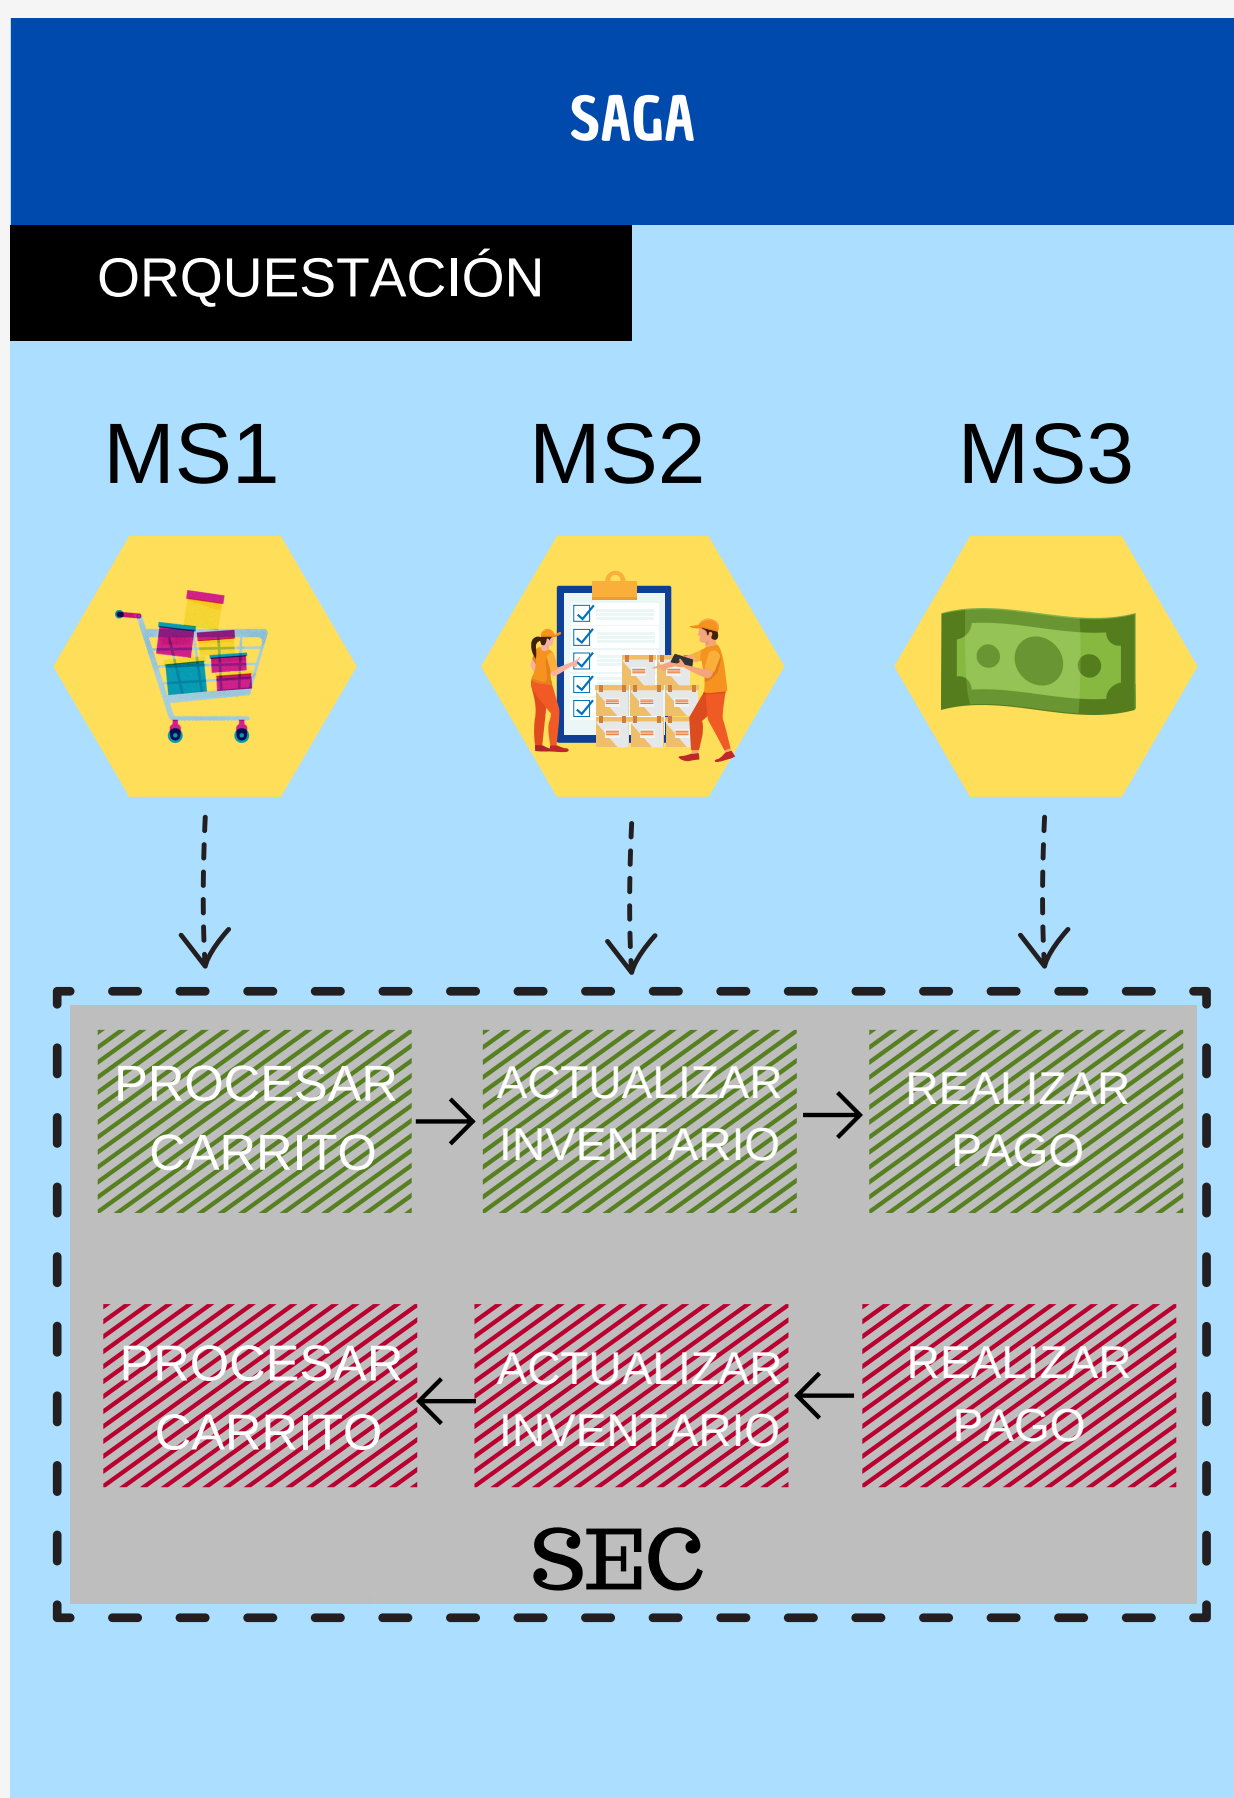 SAGA
ORQUESTACIÓN
MS1 MS2 MS3
PROCESAR
CARRITO
ACTUALIZAR
INVENTARIO
REALIZAR
PAGO
PROCESAR
CARRITO
ACTUALIZAR
INVENTARIO
REALIZAR
PAGO
SEC